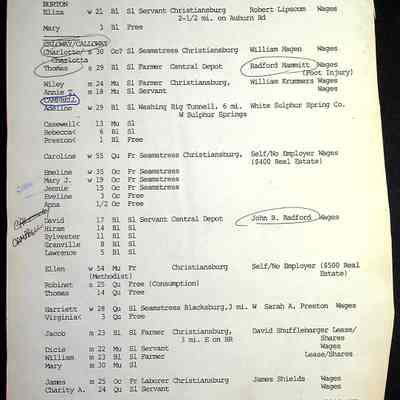 BURTON
Eliza w 21 Bl Sl Servant Christiansburg Robert Lipscom Wages
2-1/2 mi. on Auburn Rd
Mary 3 Bl Free
CALOWAY/CALLOWAY
Charlotte/ s 30 Oc? Sl Seamstress Christiansburg William Hagen Wages
Charlotta
Thomas s 29 Bl Sl Farmer Central Depot Radford Hammitt Wages
(Foot Injury)
Wiley m 24 Mu Sl Farmer Christiansburg, William Krummers Wages
Annie m 18 Mu Sl Servant Wages
CAMPBELL
Adeline w 29 Bl Sl Washing Big Tunnell, 6 mi. White Sulphur Spring Co.
W Sulphur Springs
Casewell< 13 Mu Sl
Rebecca< 6 Bl Sl
Preston< 1 Bl Free
Caroline w 55 Qu Fr Seamstress Christiansburg, Self/No Employer Wages
($400 Real Estate)
Emeline w 35 Oc Fr Seamstress
Mary J. w 19 Oc Fr Seamstress
Jennie 15 Oc Fr Seamstress
Eveline 3 Oc Free
Anna 1/2 Oc Free
CAMPBELL
David 17 Bl Sl Servant Central Depot John B. Radford Wages
Hiram 14 Bl Sl
Sylvester 11 Bl Sl
Granville 8 Bl Sl
Lawrence 5 Bl Sl
Ellen w 54 Mu Fr Christiansburg Self/No Employer ($500 Real
(Methodist) Estate)
Robinet s 25 Qu Free (Consumption)
Thomas 14 Qu Free
Harriett w 28 Qu Sl Seamstress Blacksburg,3 mi. W Sarah A. Preston Wages
Virginia< 3 Qu Free
Jacob m 23 Bl Sl Farmer Christiansburg, David Shufflebarger Lease/
3 mi. E on RR Shares
Dicie m 22 Mu Sl Servant Wages
William m 23 Bl Sl Farmer Lease/Shares
Mary m 30 Mu Sl
James m 25 Oc Fr Laborer Christiansburg James Shields Wages
Charity A. m 24 Qu Sl